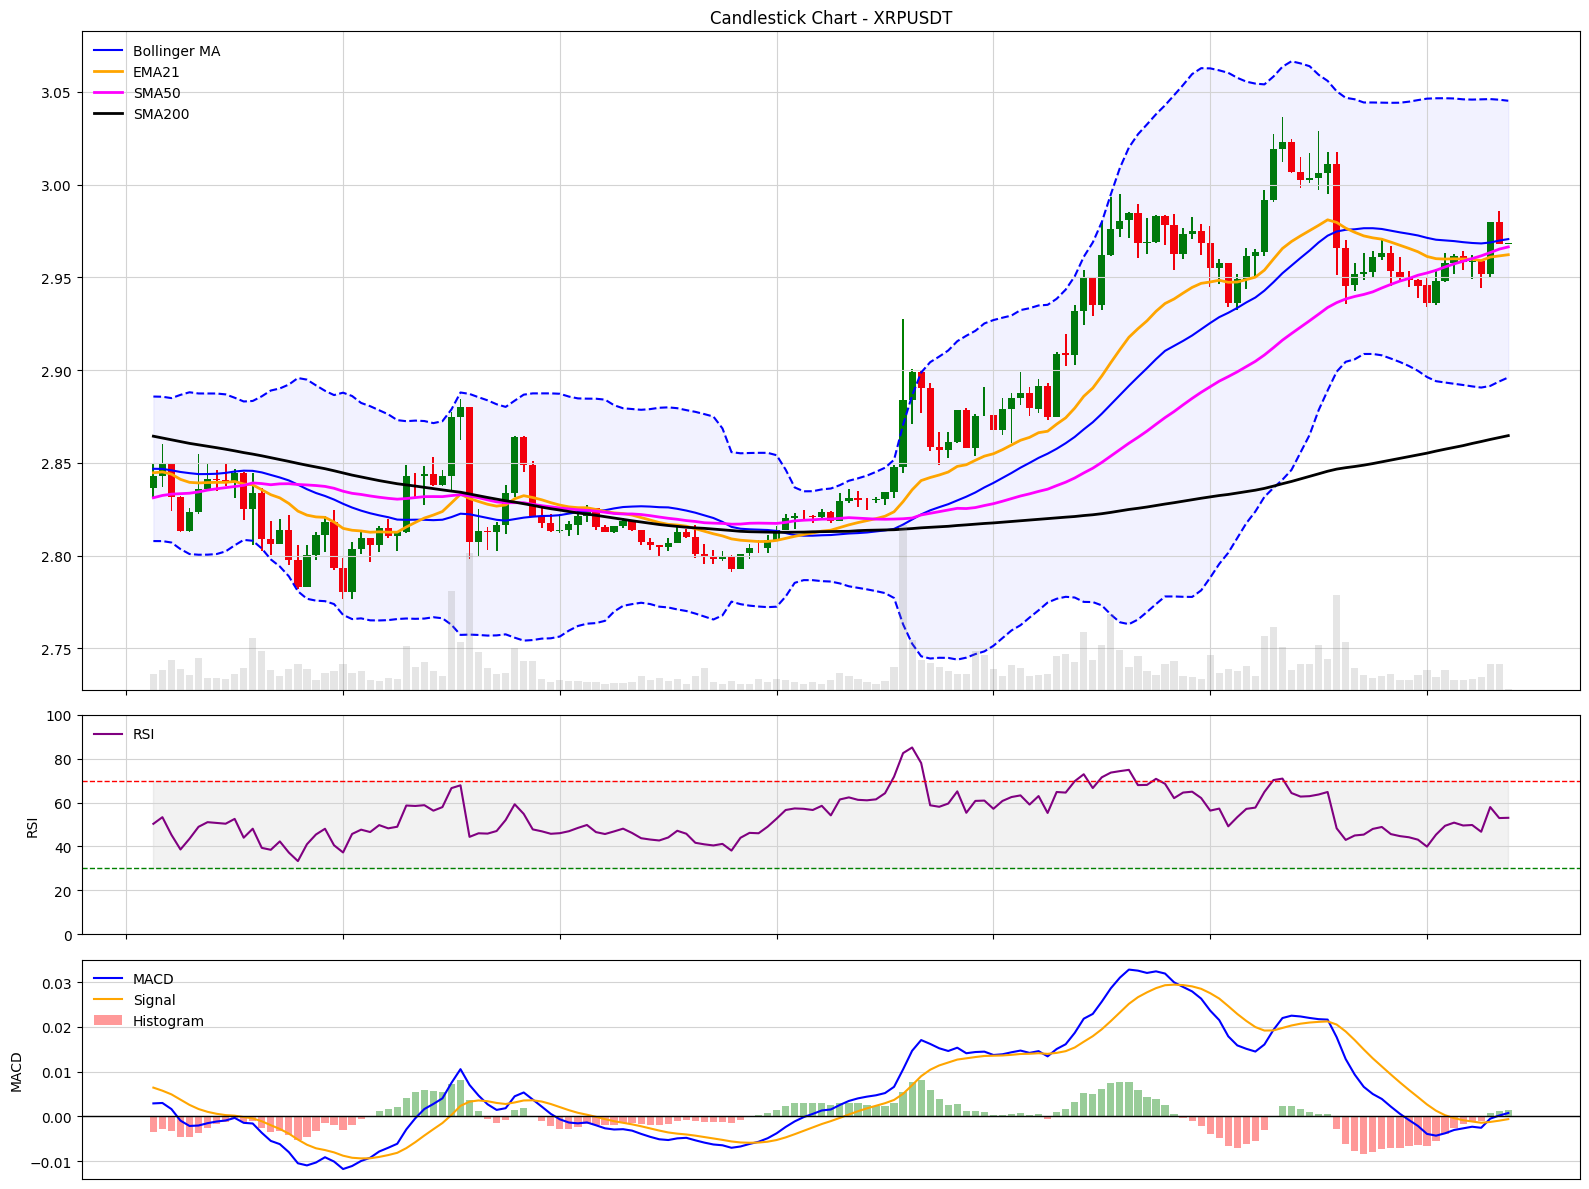 Candlestick Chart - XRPUSDT
Bollinger MA
EMA21
SMA50
SMA200
3.05
3.00
2.95
2.90
2.85
2.80
2.75
RSI
100
80
60
40
20
0
RSI
MACD
Signal
Histogram
0.03
0.02
0.01
0.00
−0.01
MACD